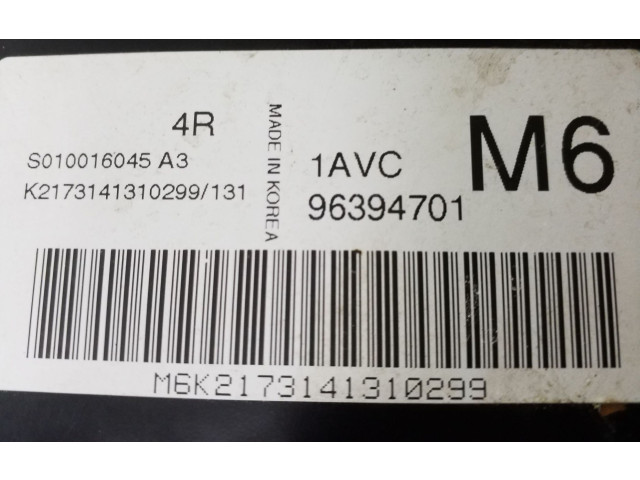 4R
S010016045 A3
K2173141310299/131
MADE IN KOREA
1AVC
96394701
M6
M6K2173141310299